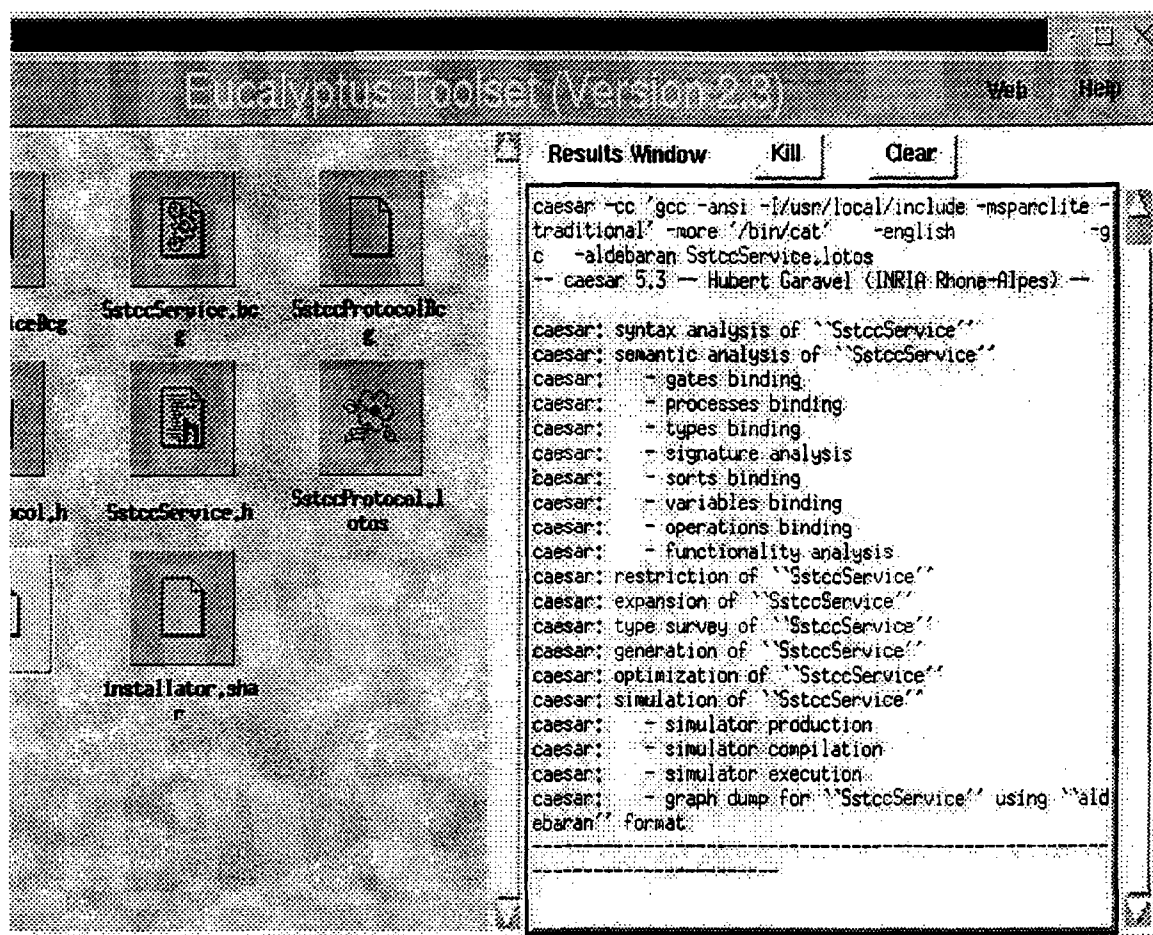 Eucalyptus Toolset (Version 2.3)
Web Help
iceBcg
SstccService.bc
g
SstccProtocolBc
g
col.h
SstccService.h
SstccProtocol.l
otos
installator.sha
r
Results Window Kill Clear
caesar -cc 'gcc -ansi -I/usr/local/include -msparclite -
traditional' -more '/bin/cat' -english -g
c -aldebaran SstccService.lotos
-- caesar 5.3 -- Hubert Garavel (INRIA Rhone-Alpes) --
caesar: syntax analysis of ``SstccService''
caesar: semantic analysis of ``SstccService''
caesar: - gates binding
caesar: - processes binding
caesar: - types binding
caesar: - signature analysis
caesar: - sorts binding
caesar: - variables binding
caesar: - operations binding
caesar: - functionality analysis
caesar: restriction of ``SstccService''
caesar: expansion of ``SstccService''
caesar: type survey of ``SstccService''
caesar: generation of ``SstccService''
caesar: optimization of ``SstccService''
caesar: simulation of ``SstccService''
caesar: - simulator production
caesar: - simulator compilation
caesar: - simulator execution
caesar: - graph dump for ``SstccService'' using ``ald
ebaran'' format